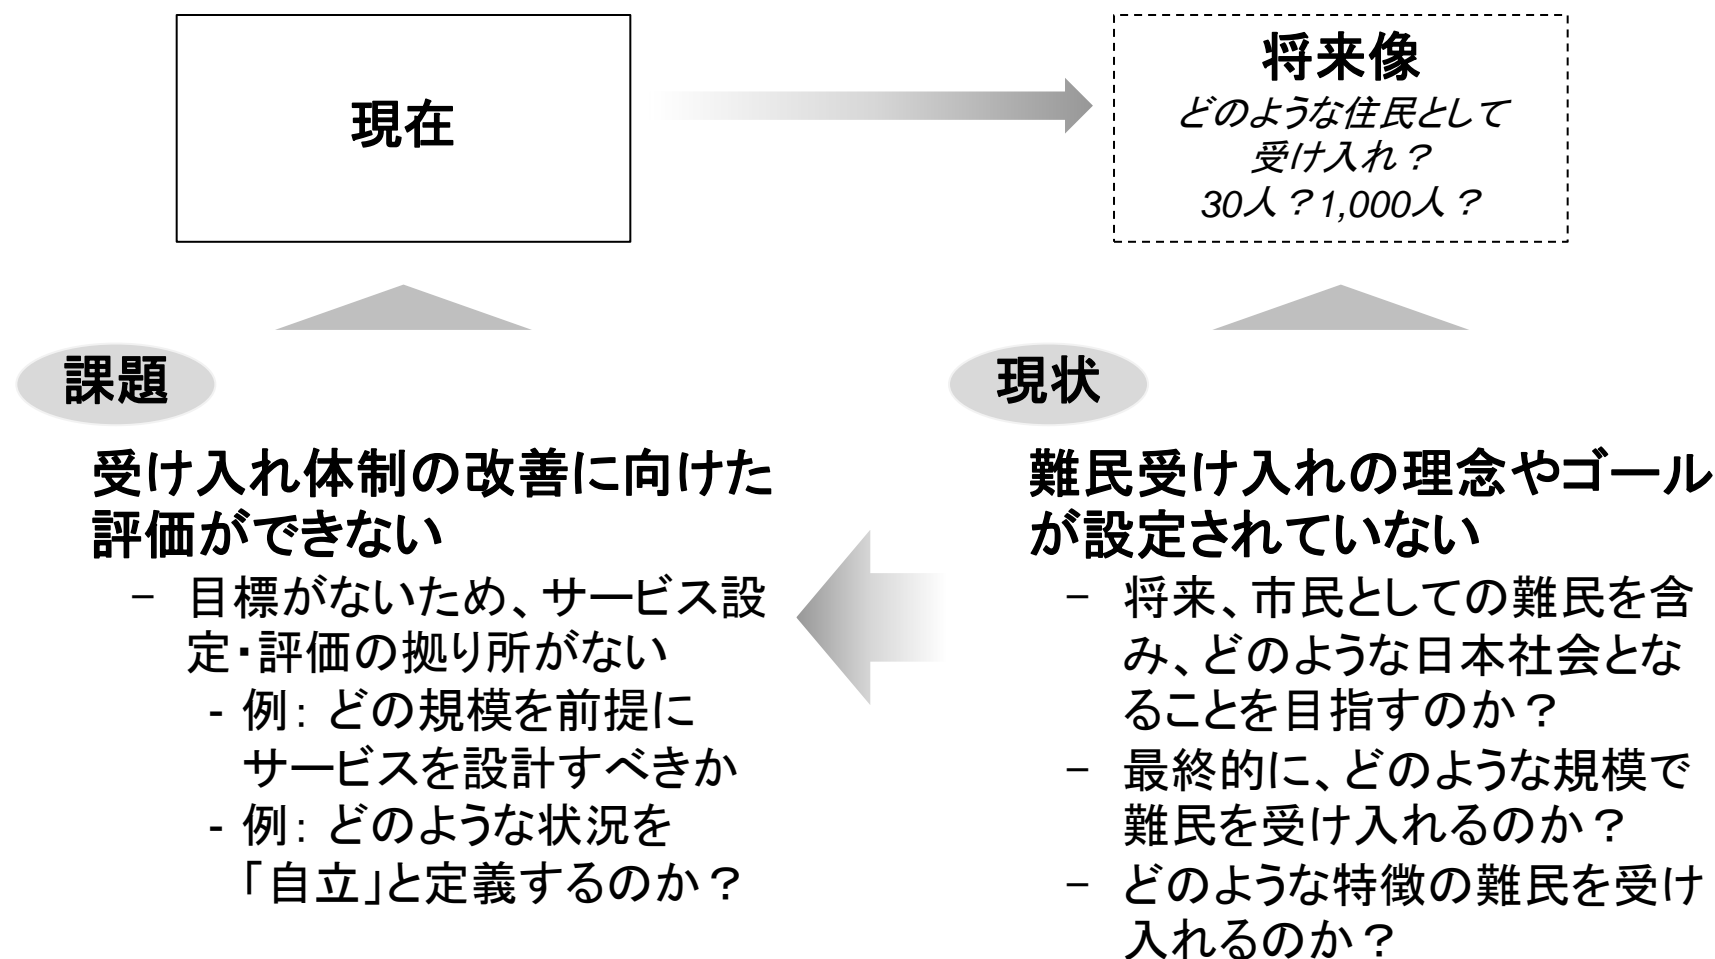 現在
将来像
どのような住民として
受け入れ？
30人？1,000人？
課題
受け入れ体制の改善に向けた
評価ができない
－ 目標がないため、サービス設
定・評価の拠り所がない
- 例： どの規模を前提に
サービスを設計すべきか
- 例： どのような状況を
「自立」と定義するのか？
現状
難民受け入れの理念やゴール
が設定されていない
－ 将来、市民としての難民を含
み、どのような日本社会とな
ることを目指すのか？
－ 最終的に、どのような規模で
難民を受け入れるのか？
－ どのような特徴の難民を受け
入れるのか？